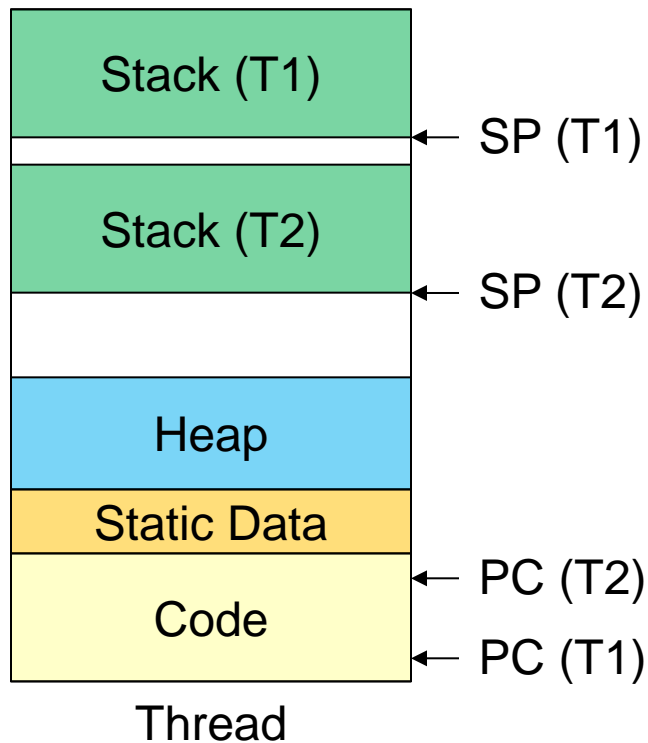 Stack (T1)
SP (T1)
Stack (T2)
SP (T2)
Heap
Static Data
PC (T2)
Code
PC (T1)
Thread